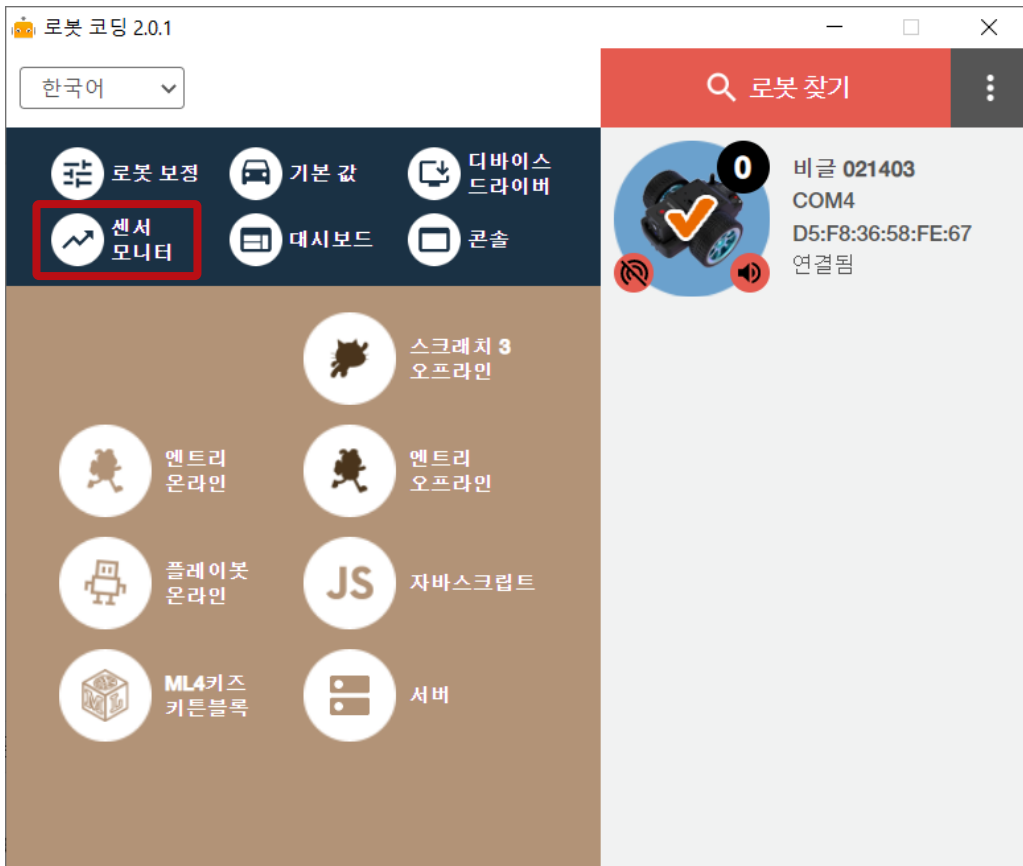 로봇 코딩 2.0.1
한국어
로봇 찾기
로봇 보정
기본 값
디바이스
드라이버
센서
모니터
대시보드
콘솔
0
비글 021403
COM4
D5:F8:36:58:FE:67
연결됨
스크래치 3
오프라인
엔트리
온라인
엔트리
오프라인
플레이봇
온라인
JS
자바스크립트
ML4키즈
키튼블록
서버